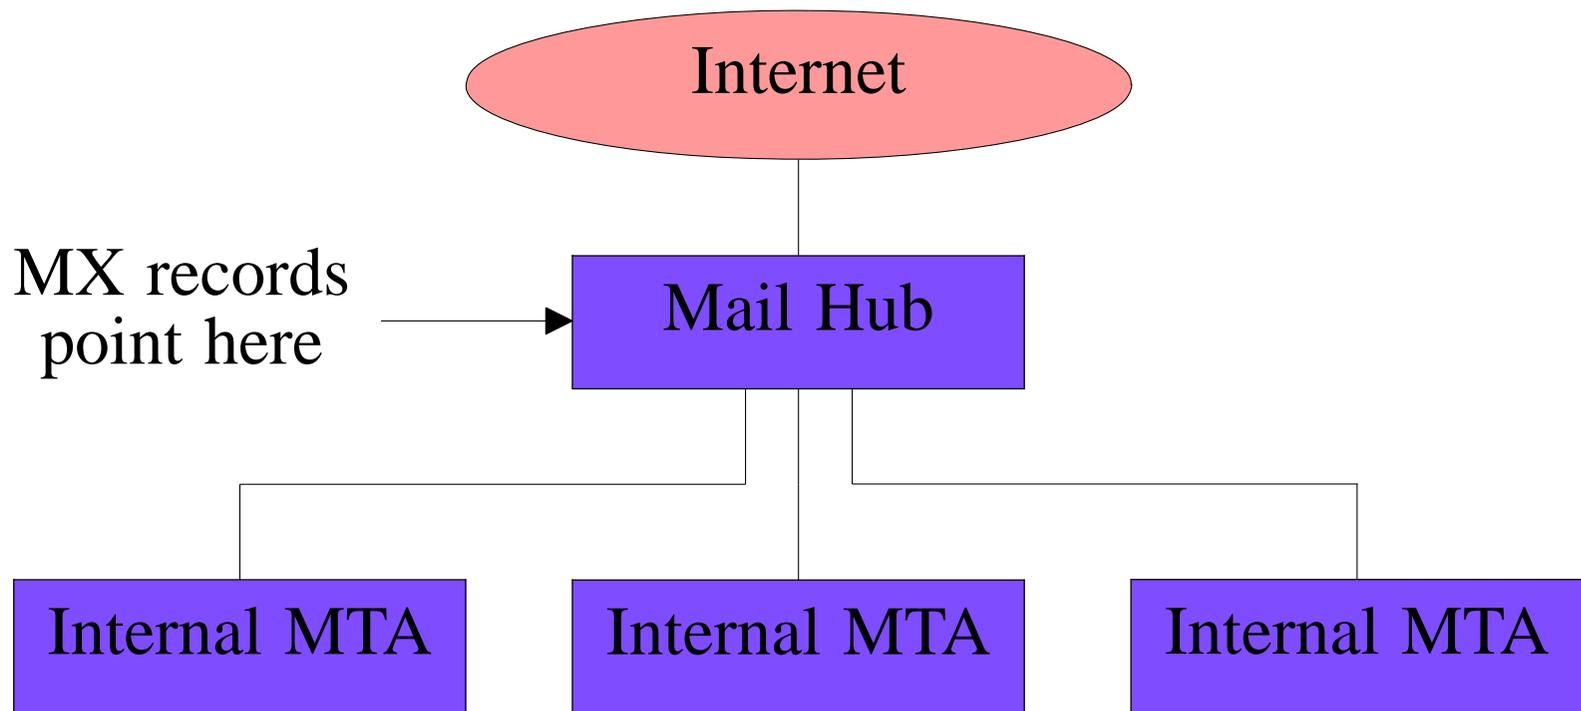 Internet
MX records
point here
Mail Hub
Internal MTA
Internal MTA
Internal MTA